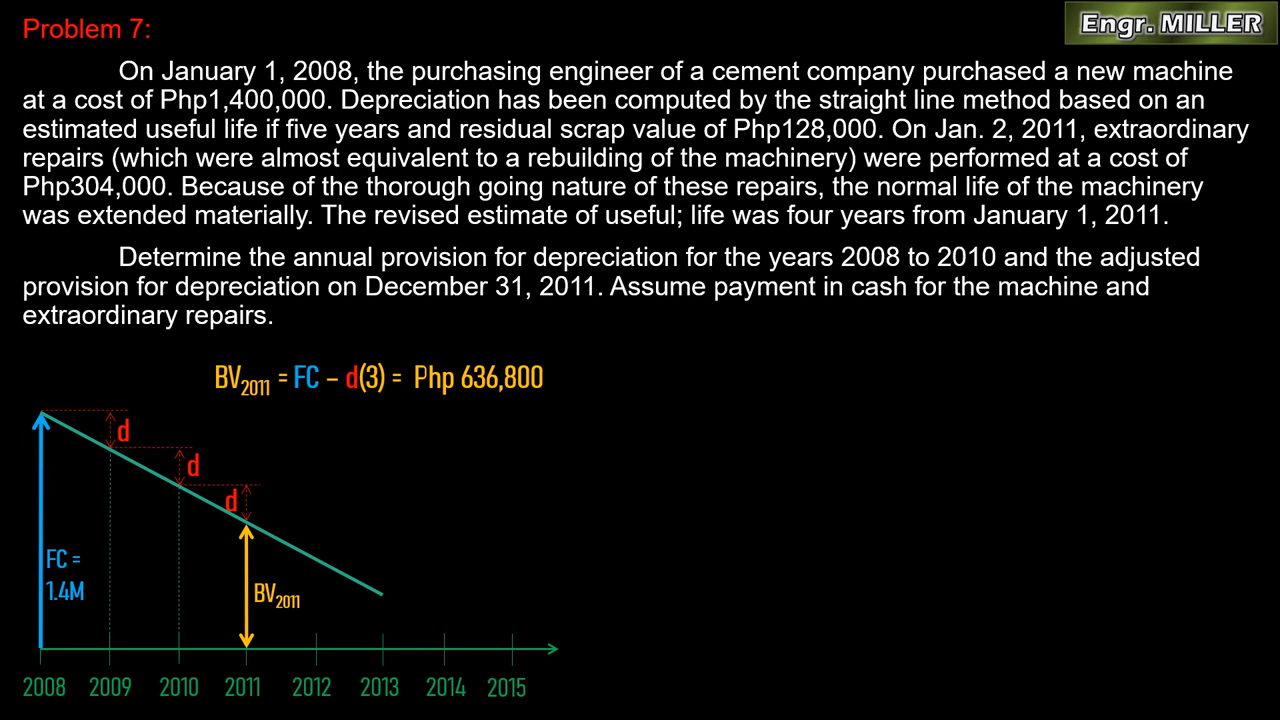 Problem 7:
Engr. MILLER
On January 1, 2008, the purchasing engineer of a cement company purchased a new machine
at a cost of Php1,400,000. Depreciation has been computed by the straight line method based on an
estimated useful life if five years and residual scrap value of Php128,000. On Jan. 2, 2011, extraordinary
repairs (which were almost equivalent to a rebuilding of the machinery) were performed at a cost of
Php304,000. Because of the thorough going nature of these repairs, the normal life of the machinery
was extended materially. The revised estimate of useful; life was four years from January 1, 2011.
Determine the annual provision for depreciation for the years 2008 to 2010 and the adjusted
provision for depreciation on December 31, 2011. Assume payment in cash for the machine and
extraordinary repairs.
BV2011 = FC – d(3) = Php 636,800
d
d
d
FC =
1.4M
BV2011
2008 2009 2010 2011 2012 2013 2014 2015